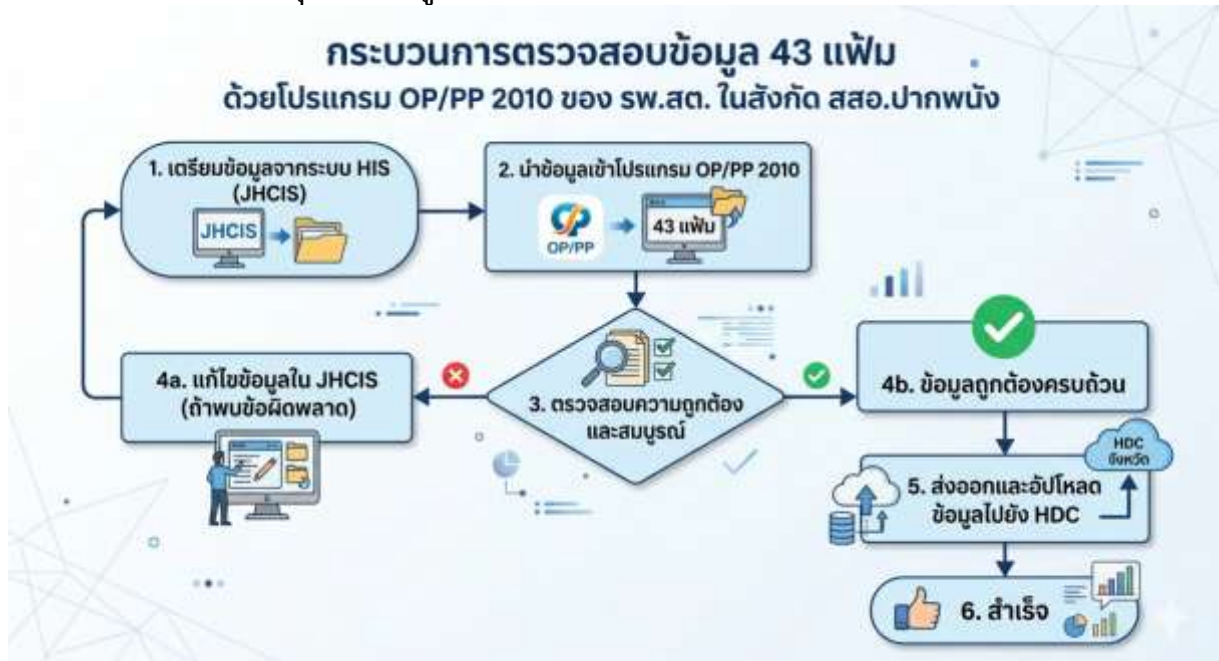 กระบวนการตรวจสอบข้อมูล 43 แฟ้ม
ด้วยโปรแกรม OP/PP 2010 ของ รพ.สต. ในสังกัด สสอ.ปากพนัง
1. เตรียมข้อมูลจากระบบ HIS
(JHCIS)
JHCIS
2. นำข้อมูลเข้าโปรแกรม OP/PP 2010
OP/PP
43 แฟ้ม
3. ตรวจสอบความถูกต้อง
และสมบูรณ์
4a. แก้ไขข้อมูลใน JHCIS
(ถ้าพบข้อผิดพลาด)
4b. ข้อมูลถูกต้องครบถ้วน
HDC
จังหวัด
5. ส่งออกและอัปโหลด
ข้อมูลไปยัง HDC
6. สำเร็จ